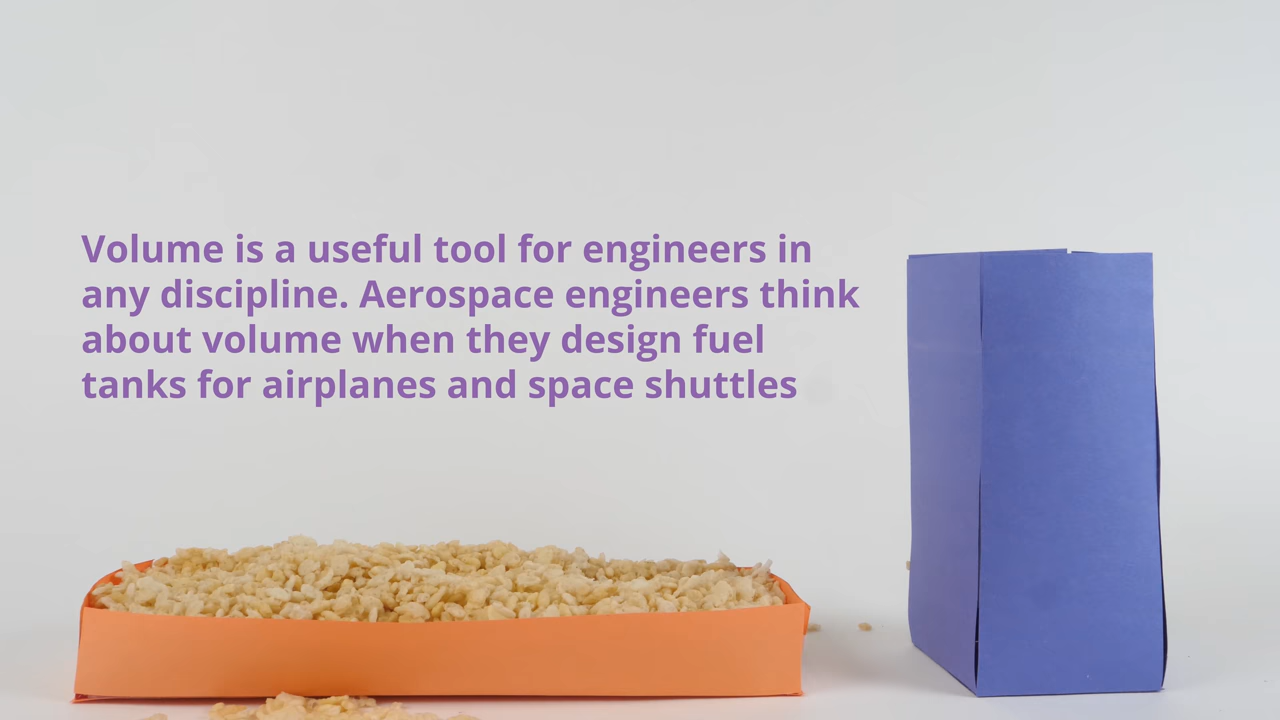 Volume is a useful tool for engineers in
any discipline. Aerospace engineers think
about volume when they design fuel
tanks for airplanes and space shuttles